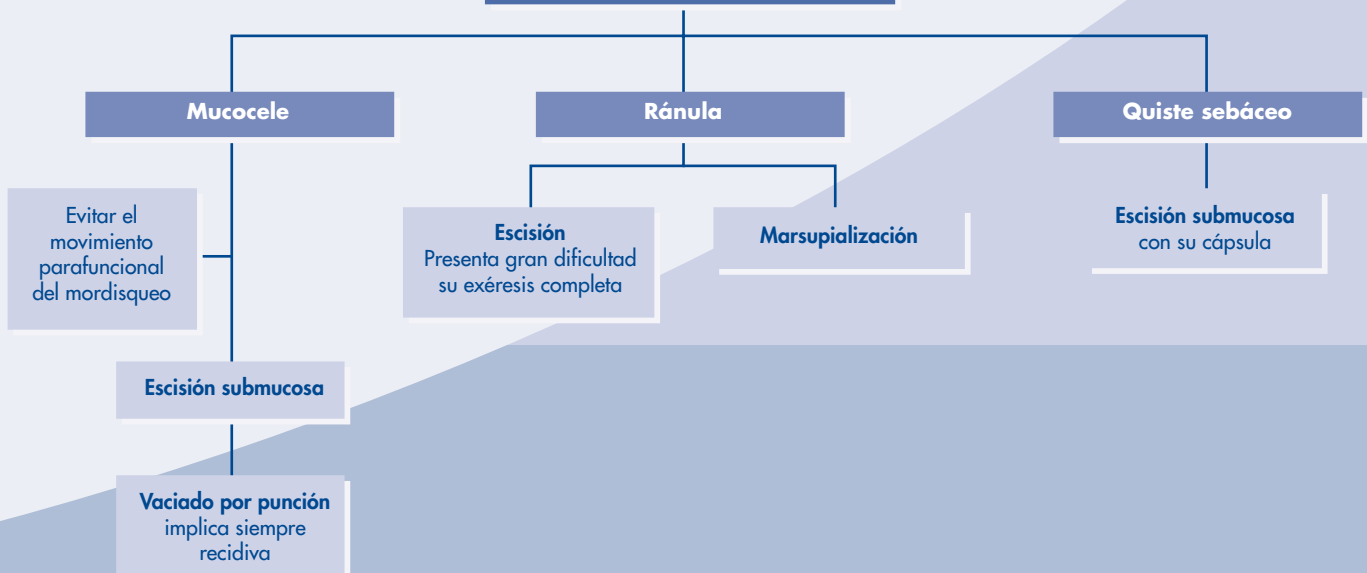 Mucocele
Ránula
Quiste sebáceo
Evitar el
movimiento
parafuncional
del mordisqueo
Escisión
Presenta gran dificultad
su exéresis completa
Marsupialización
Escisión submucosa
con su cápsula
Escisión submucosa
Vaciado por punción
implica siempre
recidiva